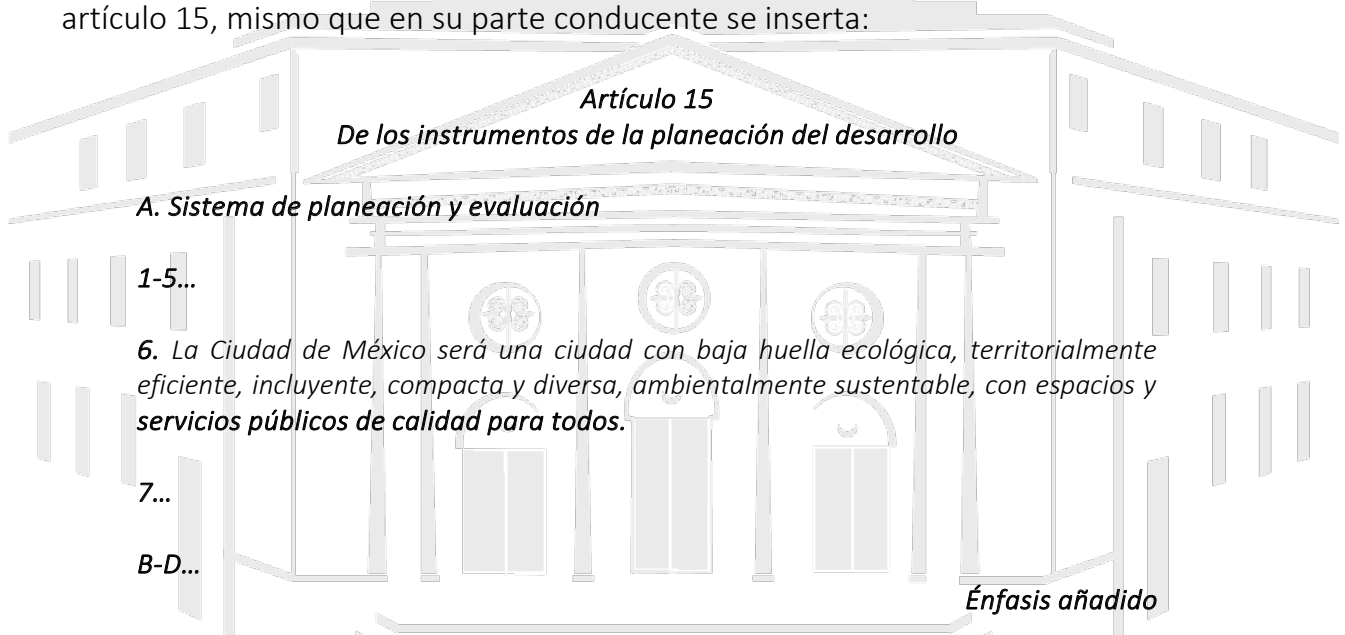 artículo 15, mismo que en su parte conducente se inserta:
Artículo 15
De los instrumentos de la planeación del desarrollo
A. Sistema de planeación y evaluación
1-5…
6. La Ciudad de México será una ciudad con baja huella ecológica, territorialmente
eficiente, incluyente, compacta y diversa, ambientalmente sustentable, con espacios y
servicios públicos de calidad para todos.
7…
B-D…
Énfasis añadido